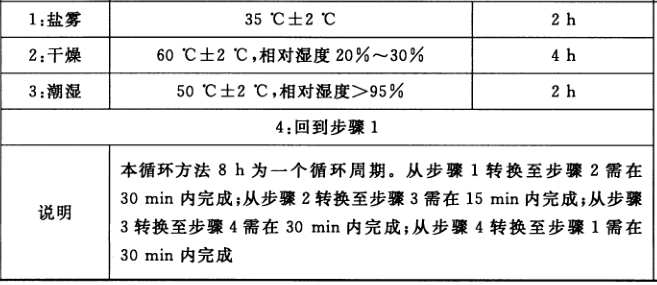 1:盐雾 35 ℃±2 ℃ 2 h
2:干燥 60 ℃±2 ℃,相对湿度 20%～30% 4 h
3:潮湿 50 ℃±2 ℃,相对湿度>95% 2 h
4:回到步骤 1
说明
本循环方法 8 h 为一个循环周期。从步骤 1 转换至步骤 2 需在
30 min 内完成;从步骤 2 转换至步骤 3 需在 15 min 内完成;从步骤
3 转换至步骤 4 需在 30 min 内完成;从步骤 4 转换至步骤 1 需在
30 min 内完成